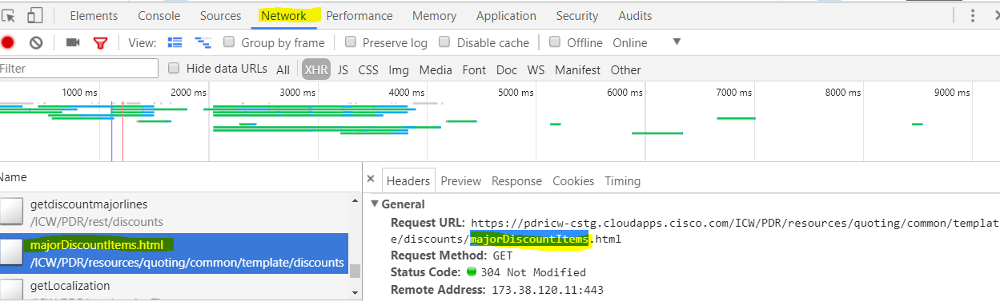 Elements Console Sources Network Performance Memory Application Security Audits
View: Group by frame Preserve log Disable cache Offline Online
Filter Hide data URLs All XHR JS CSS Img Media Font Doc WS Manifest Other
1000 ms 2000 ms 3000 ms 4000 ms 5000 ms 6000 ms 7000 ms 8000 ms 9000 ms
Name
getdiscountmajorlines
/ICW/PDR/rest/discounts
majorDiscountItems.html
/ICW/PDR/resources/quoting/common/template/discounts
getLocalization
Headers Preview Response Cookies Timing
General
Request URL: https://pdricw-cstg.cloudapps.cisco.com/ICW/PDR/resources/quoting/common/templat
e/discounts/majorDiscountItems.html
Request Method: GET
Status Code: 304 Not Modified
Remote Address: 173.38.120.11:443